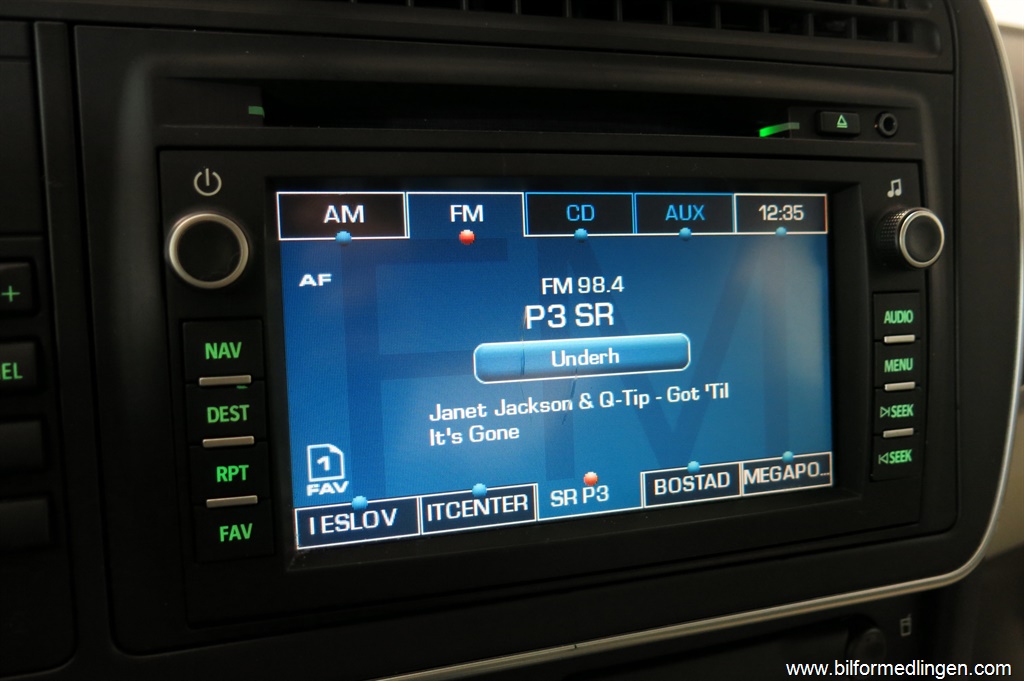 AM FM CD AUX 12:35
AF
FM 98.4
P3 SR
Underh
Janet Jackson & Q-Tip - Got 'Til
It's Gone
1
FAV
I ESLOV ITCENTER SR P3 BOSTAD MEGAPO...
NAV
DEST
RPT
FAV
AUDIO
MENU
SEEK
SEEK
+
EL
www.bilformedlingen.com